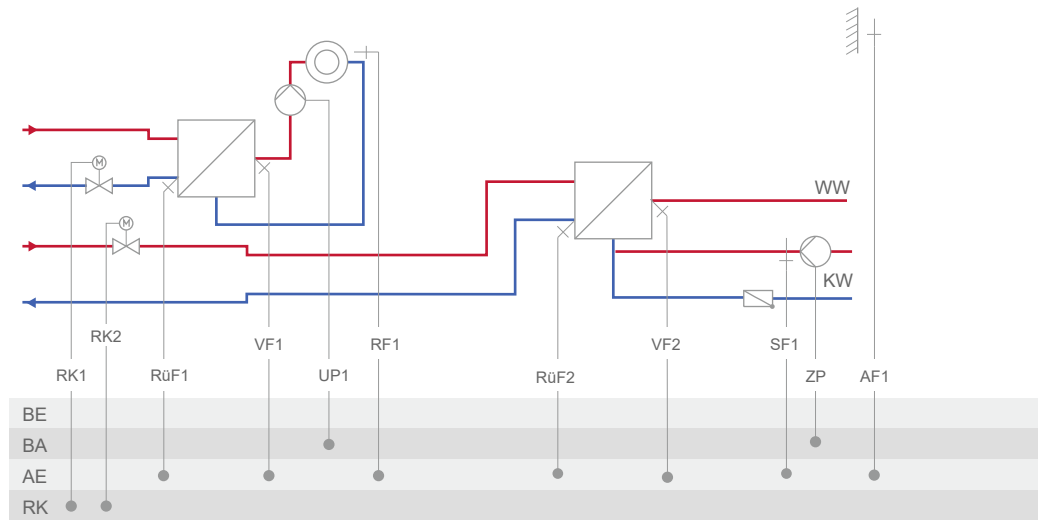 M
M
WW
KW
RK2
VF1
RF1
VF2
SF1
RK1
RüF1
UP1
RüF2
ZP
AF1
BE
BA
AE
RK